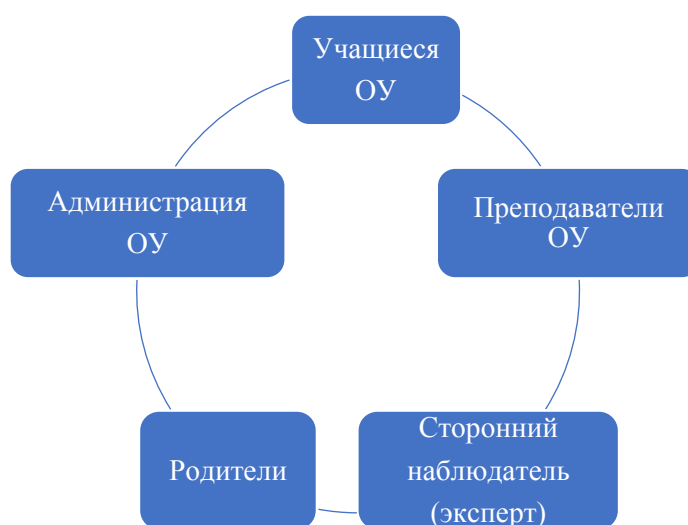 Учащиеся
ОУ
Администрация
ОУ
Преподаватели
ОУ
Родители
Сторонний
наблюдатель
(эксперт)